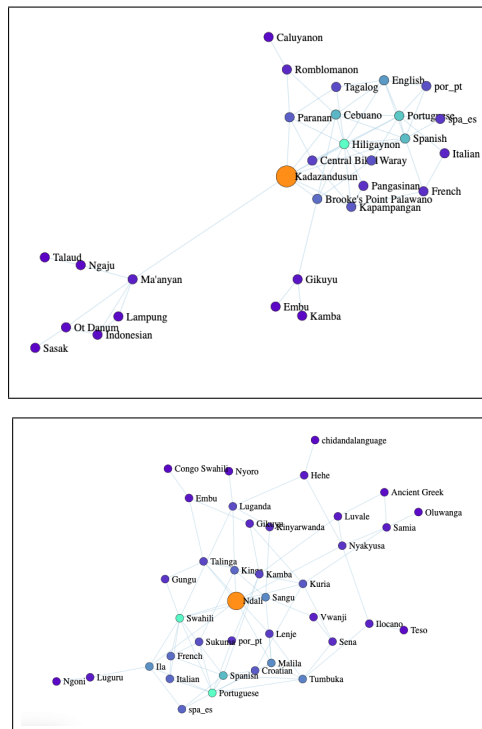 Caluyanon
Romblomanon
English
Tagalog
por_pt
Paranan
Cebuano
Portuguese
spa_es
Spanish
Hiligaynon
Italian
Central Bikol
Waray
Kadazandusun
Pangasinan
French
Brooke's Point Palawano
Kapampangan
Talaud
Ngaju
Ma'anyan
Gikuyu
Embu
Kamba
Lampung
Ot Danum
Indonesian
Sasak
chidandalanguage
Congo Swahili
Nyoro
Hehe
Embu
Luganda
Ancient Greek
Gikuyu
Kinyarwanda
Luvale
Oluwanga
Samia
Nyakyusa
Talinga
Kinga
Kamba
Gungu
Kuria
Ndali
Sangu
Swahili
Vwanji
Ilocano
Teso
Sukuma
por_pt
Lenje
Sena
French
Ila
Malila
Luguru
Ngoni
Italian
Spanish
Croatian
Tumbuka
Portuguese
spa_es